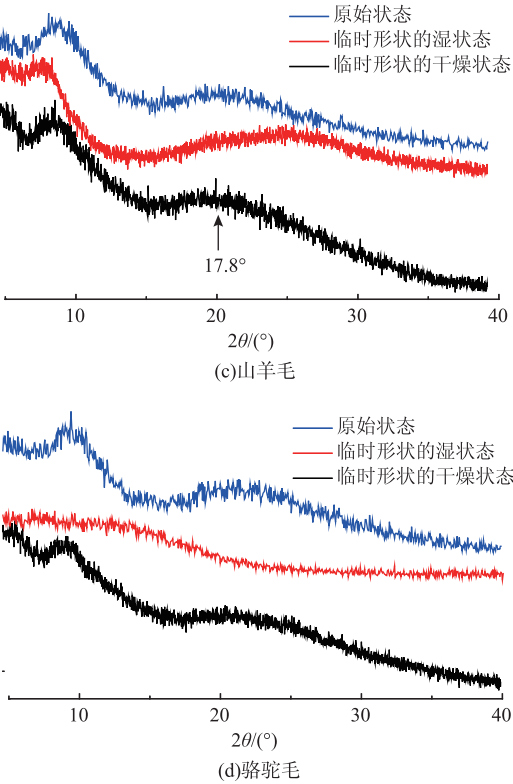 原始状态
临时形状的湿状态
临时形状的干燥状态
17.8°
10 20 30 40
2θ/(°)
(c)山羊毛
原始状态
临时形状的湿状态
临时形状的干燥状态
10 20 30 40
2θ/(°)
(d)骆驼毛